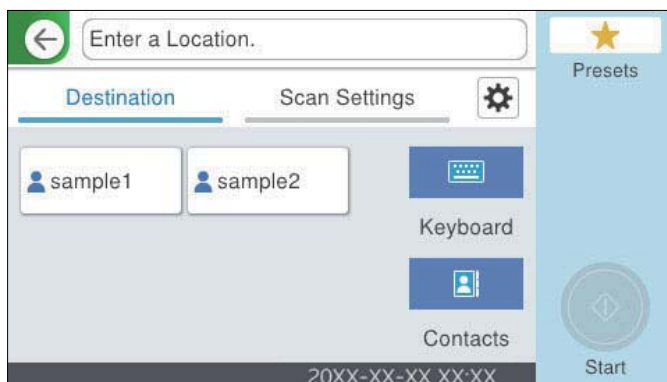 Enter a Location.
Presets
Destination
Scan Settings
sample1
sample2
Keyboard
Contacts
Start
20XX-XX-XX XX:XX